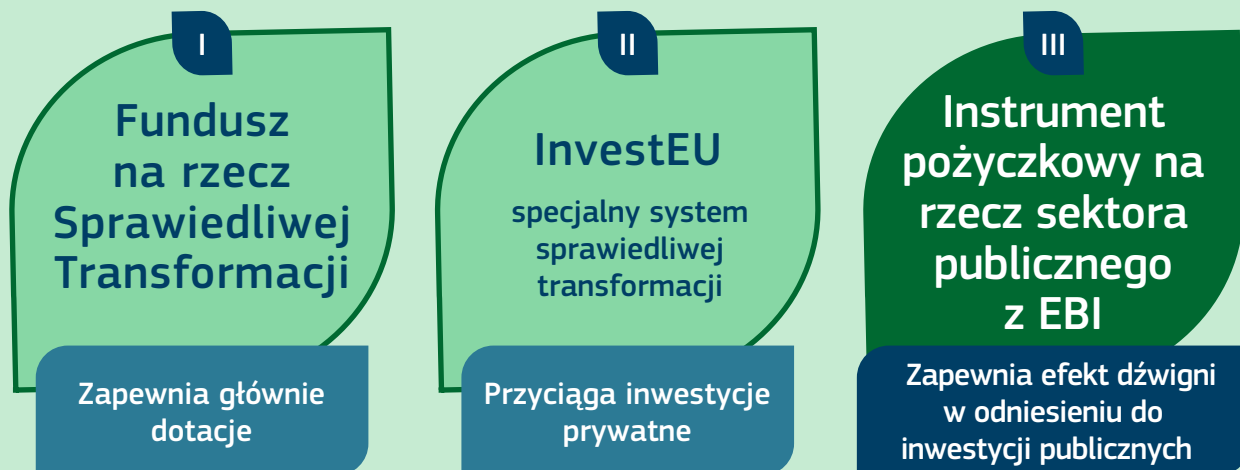 I
Fundusz
na rzecz
Sprawiedliwej
Transformacji
Zapewnia głównie
dotacje
II
InvestEU
specjalny system
sprawiedliwej
transformacji
Przyciąga inwestycje
prywatne
III
Instrument
pożyczkowy na
rzecz sektora
publicznego
z EBI
Zapewnia efekt dźwigni
w odniesieniu do
inwestycji publicznych